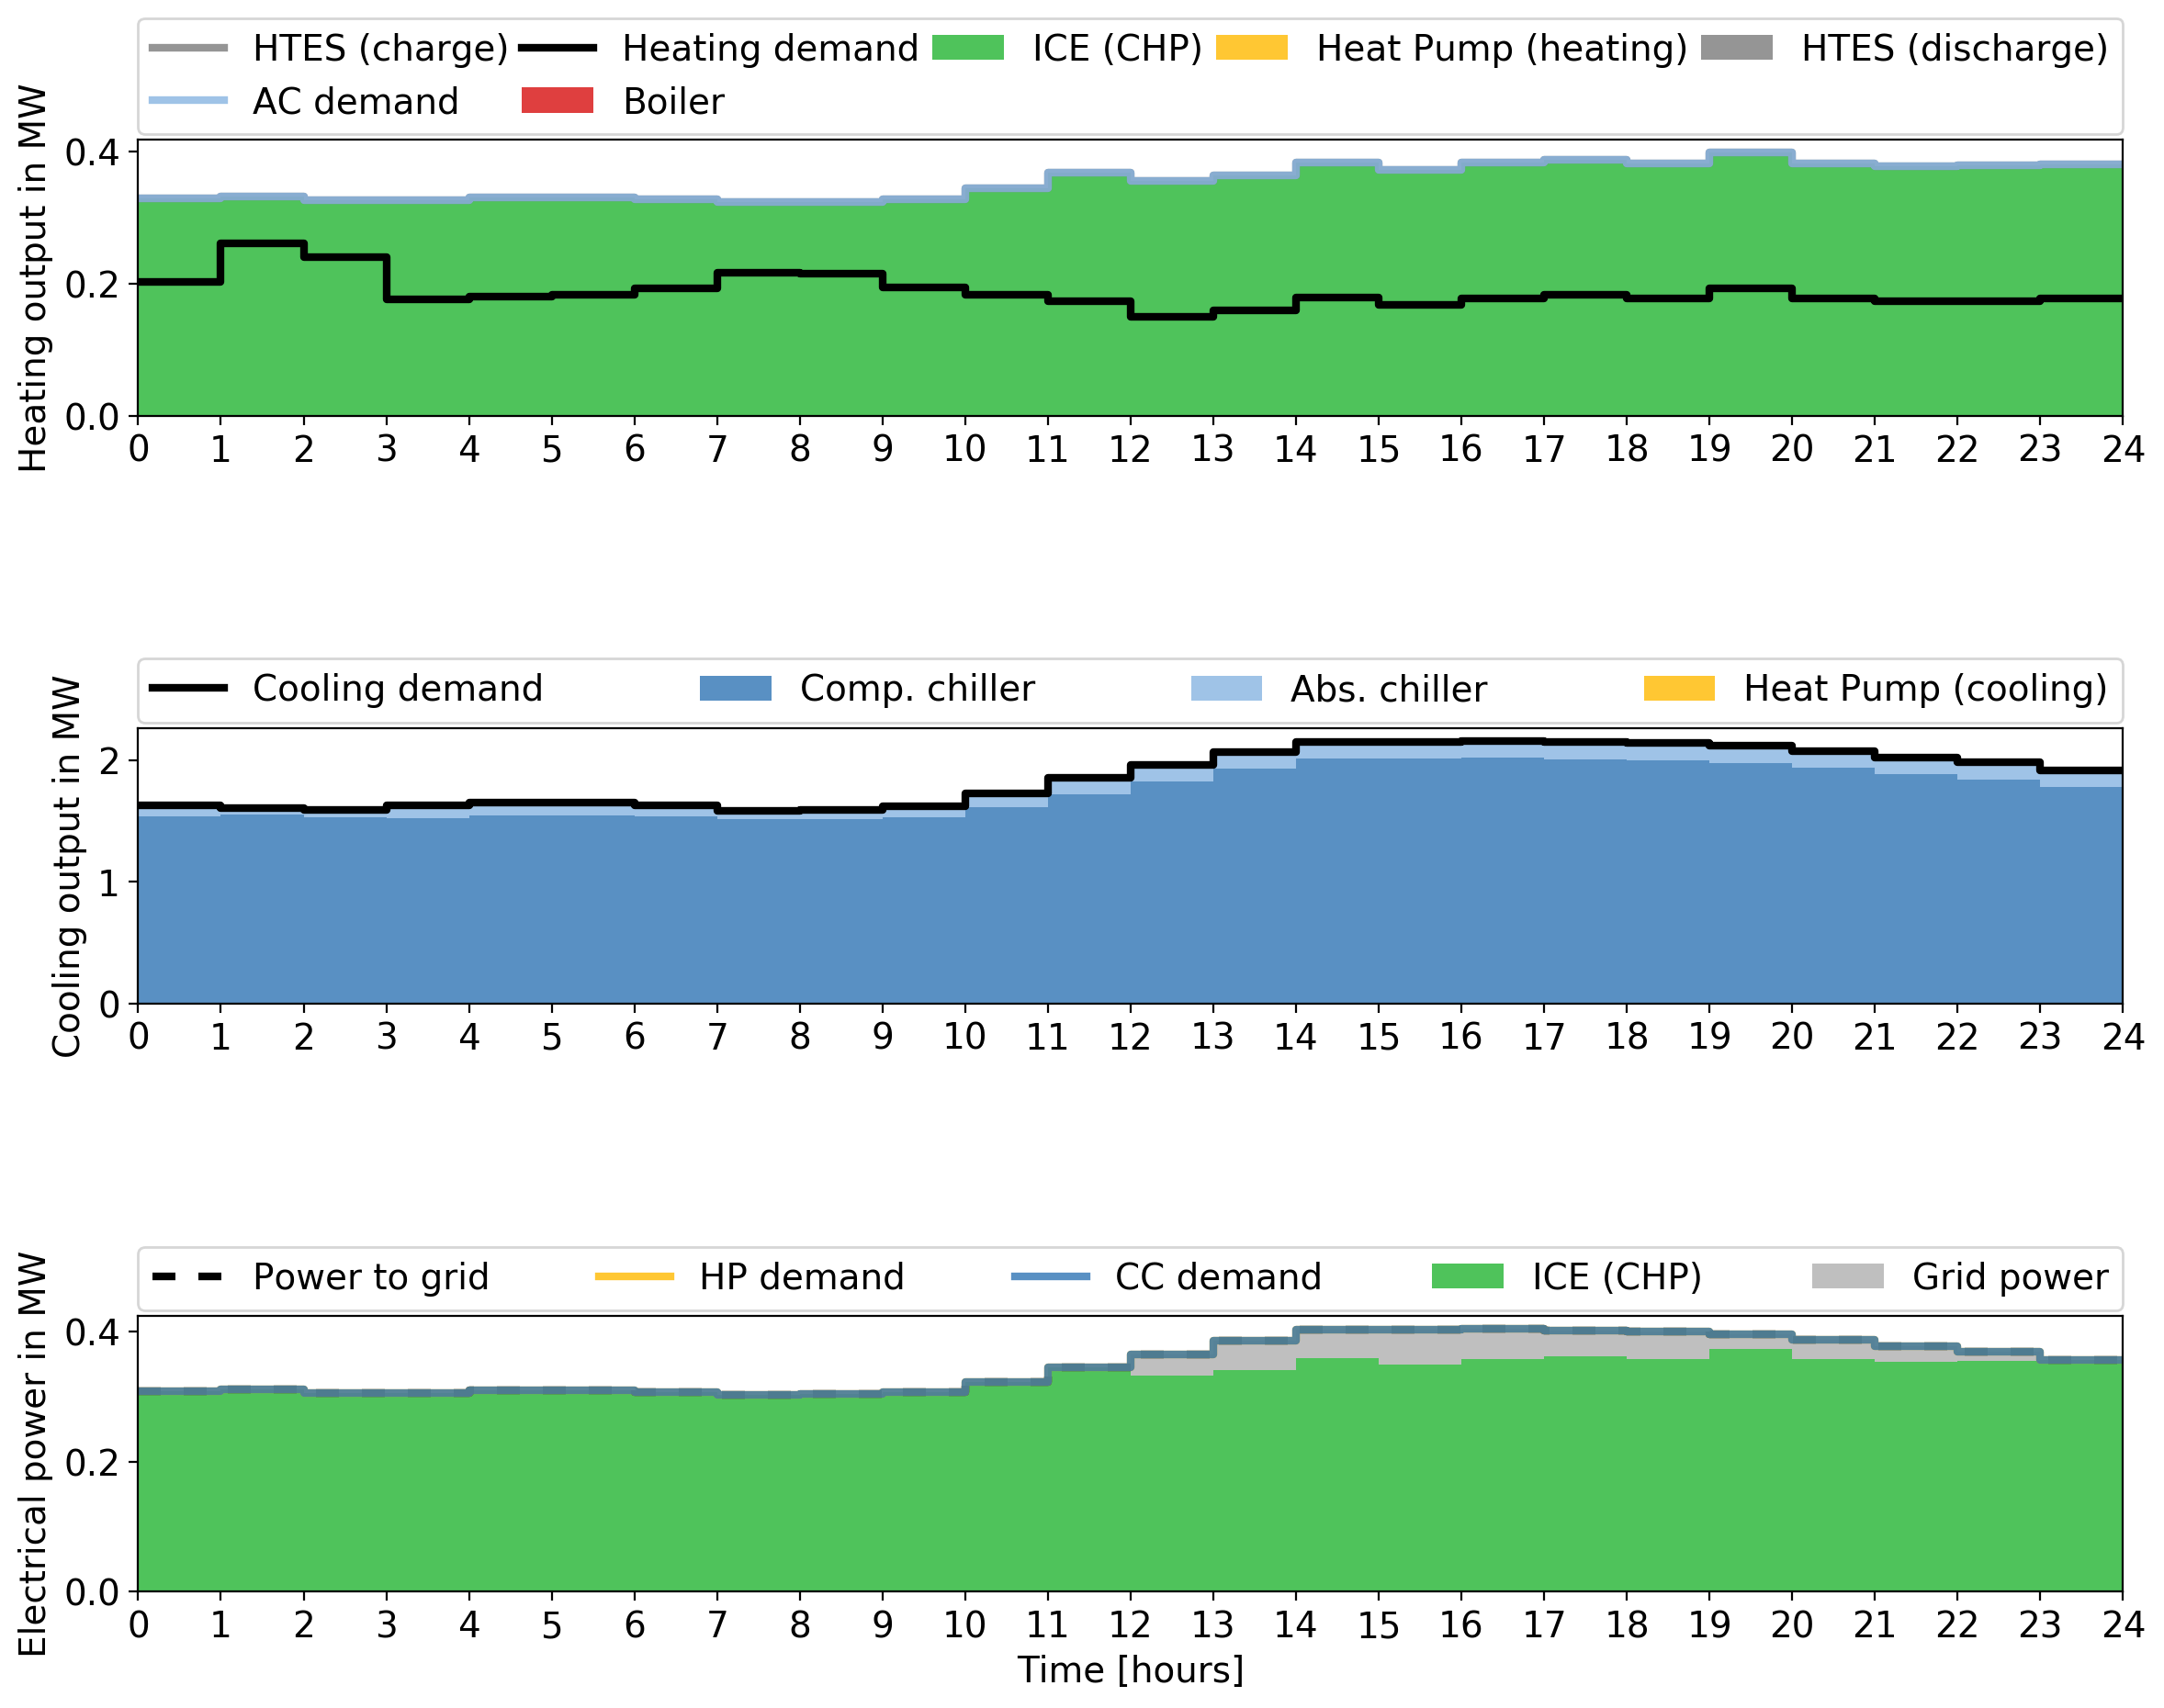 HTES (charge) Heating demand ICE (CHP) Heat Pump (heating) HTES (discharge)
AC demand Boiler
Heating output in MW
0.4
0.2
0.0
0 1 2 3 4 5 6 7 8 9 10 11 12 13 14 15 16 17 18 19 20 21 22 23 24
Cooling demand Comp. chiller Abs. chiller Heat Pump (cooling)
Cooling output in MW
2
1
0
0 1 2 3 4 5 6 7 8 9 10 11 12 13 14 15 16 17 18 19 20 21 22 23 24
Power to grid HP demand CC demand ICE (CHP) Grid power
Electrical power in MW
0.4
0.2
0.0
0 1 2 3 4 5 6 7 8 9 10 11 12 13 14 15 16 17 18 19 20 21 22 23 24
Time [hours]